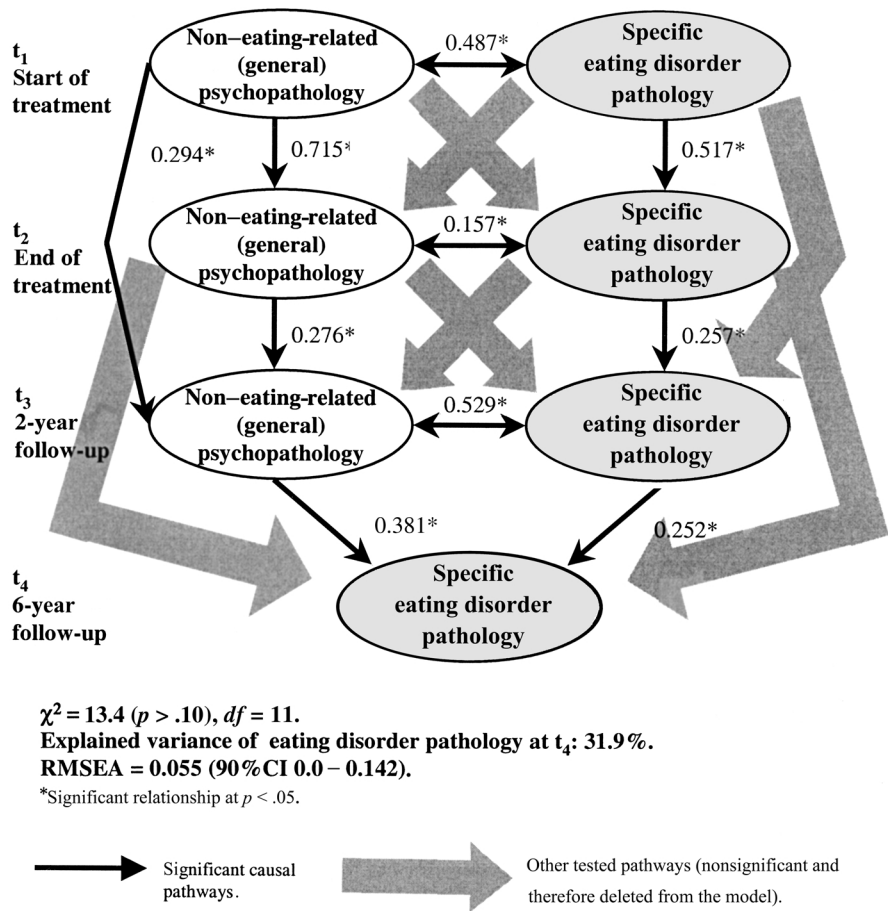 t1
Start of
treatment
Non–eating-related
(general)
psychopathology
0.487*
Specific
eating disorder
pathology
0.294*
0.715*
0.517*
t2
End of
treatment
Non–eating-related
(general)
psychopathology
0.157*
Specific
eating disorder
pathology
0.276*
0.257*
t3
2-year
follow-up
Non–eating-related
(general)
psychopathology
0.529*
Specific
eating disorder
pathology
0.381*
0.252*
t4
6-year
follow-up
Specific
eating disorder
pathology
χ² = 13.4 (p > .10), df = 11.
Explained variance of eating disorder pathology at t4: 31.9%.
RMSEA = 0.055 (90%CI 0.0 – 0.142).
*Significant relationship at p < .05.
Significant causal
pathways.
Other tested pathways (nonsignificant and
therefore deleted from the model).